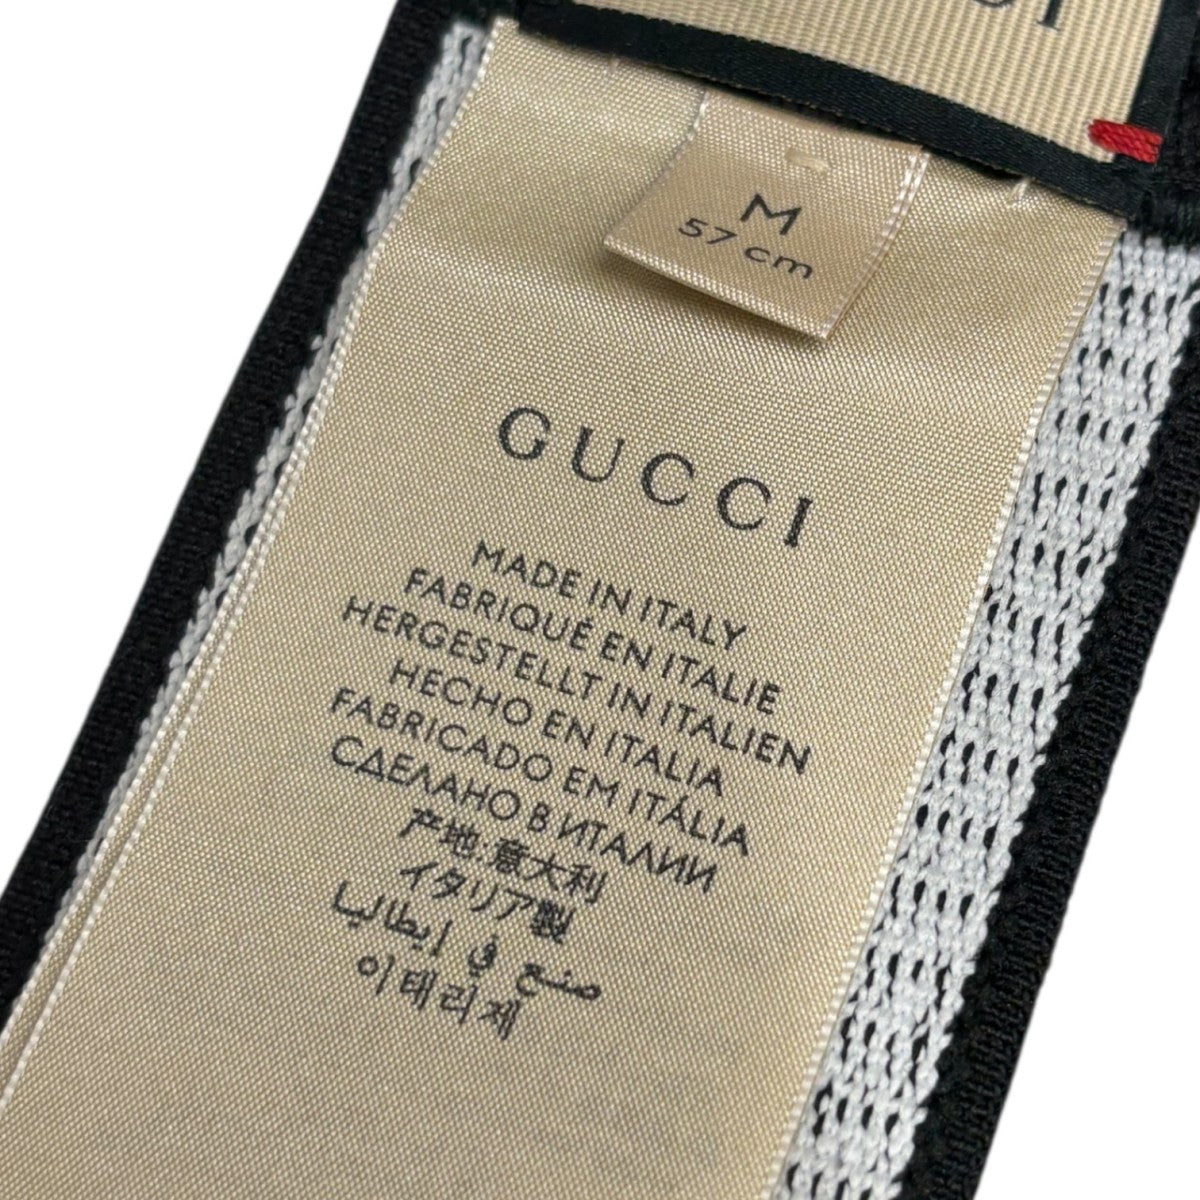 M
57 cm
GUCCI
MADE IN ITALY
FABRIQUÉ EN ITALIE
HERGESTELLT IN ITALIEN
HECHO EN ITALIA
FABRICADO EM ITÁLIA
СДЕЛАНО В ИТАЛИИ
产地:意大利
イタリア製
صنع في إيطاليا
이태리제